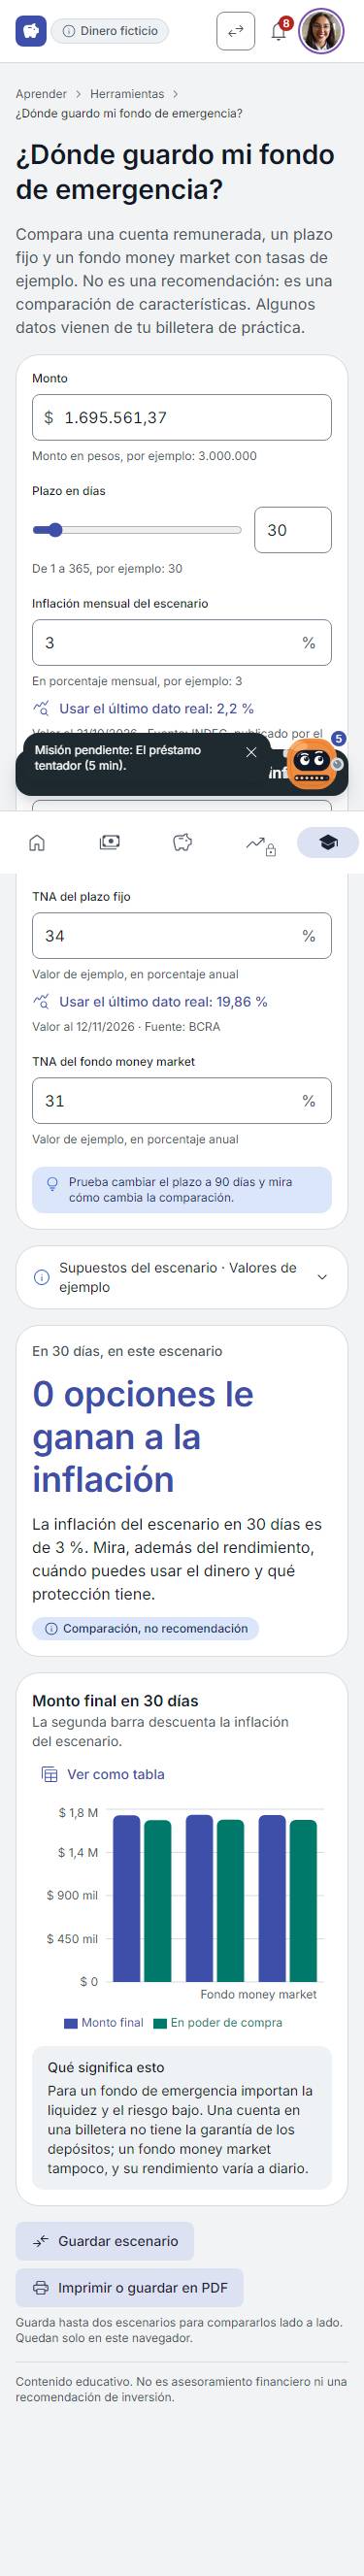 Dinero ficticio
8
Aprender > Herramientas >
¿Dónde guardo mi fondo de emergencia?
¿Dónde guardo mi fondo
de emergencia?
Compara una cuenta remunerada, un plazo
fijo y un fondo money market con tasas de
ejemplo. No es una recomendación: es una
comparación de características. Algunos
datos vienen de tu billetera de práctica.
Monto
$ 1.695.561,37
Monto en pesos, por ejemplo: 3.000.000
Plazo en días
30
De 1 a 365, por ejemplo: 30
Inflación mensual del escenario
3 %
En porcentaje mensual, por ejemplo: 3
Usar el último dato real: 2,2 %
5
Misión pendiente: El préstamo
tentador (5 min).
TNA del plazo fijo
34 %
Valor de ejemplo, en porcentaje anual
Usar el último dato real: 19,86 %
Valor al 12/11/2026 · Fuente: BCRA
TNA del fondo money market
31 %
Valor de ejemplo, en porcentaje anual
Prueba cambiar el plazo a 90 días y mira
cómo cambia la comparación.
Supuestos del escenario · Valores de
ejemplo
En 30 días, en este escenario
0 opciones le
ganan a la
inflación
La inflación del escenario en 30 días es
de 3 %. Mira, además del rendimiento,
cuándo puedes usar el dinero y qué
protección tiene.
Comparación, no recomendación
Monto final en 30 días
La segunda barra descuenta la inflación
del escenario.
Ver como tabla
$ 1,8 M
$ 1,4 M
$ 900 mil
$ 450 mil
$ 0
Fondo money market
Monto final En poder de compra
Qué significa esto
Para un fondo de emergencia importan la
liquidez y el riesgo bajo. Una cuenta en
una billetera no tiene la garantía de los
depósitos; un fondo money market
tampoco, y su rendimiento varía a diario.
Guardar escenario
Imprimir o guardar en PDF
Guarda hasta dos escenarios para compararlos lado a lado.
Quedan solo en este navegador.
Contenido educativo. No es asesoramiento financiero ni una
recomendación de inversión.